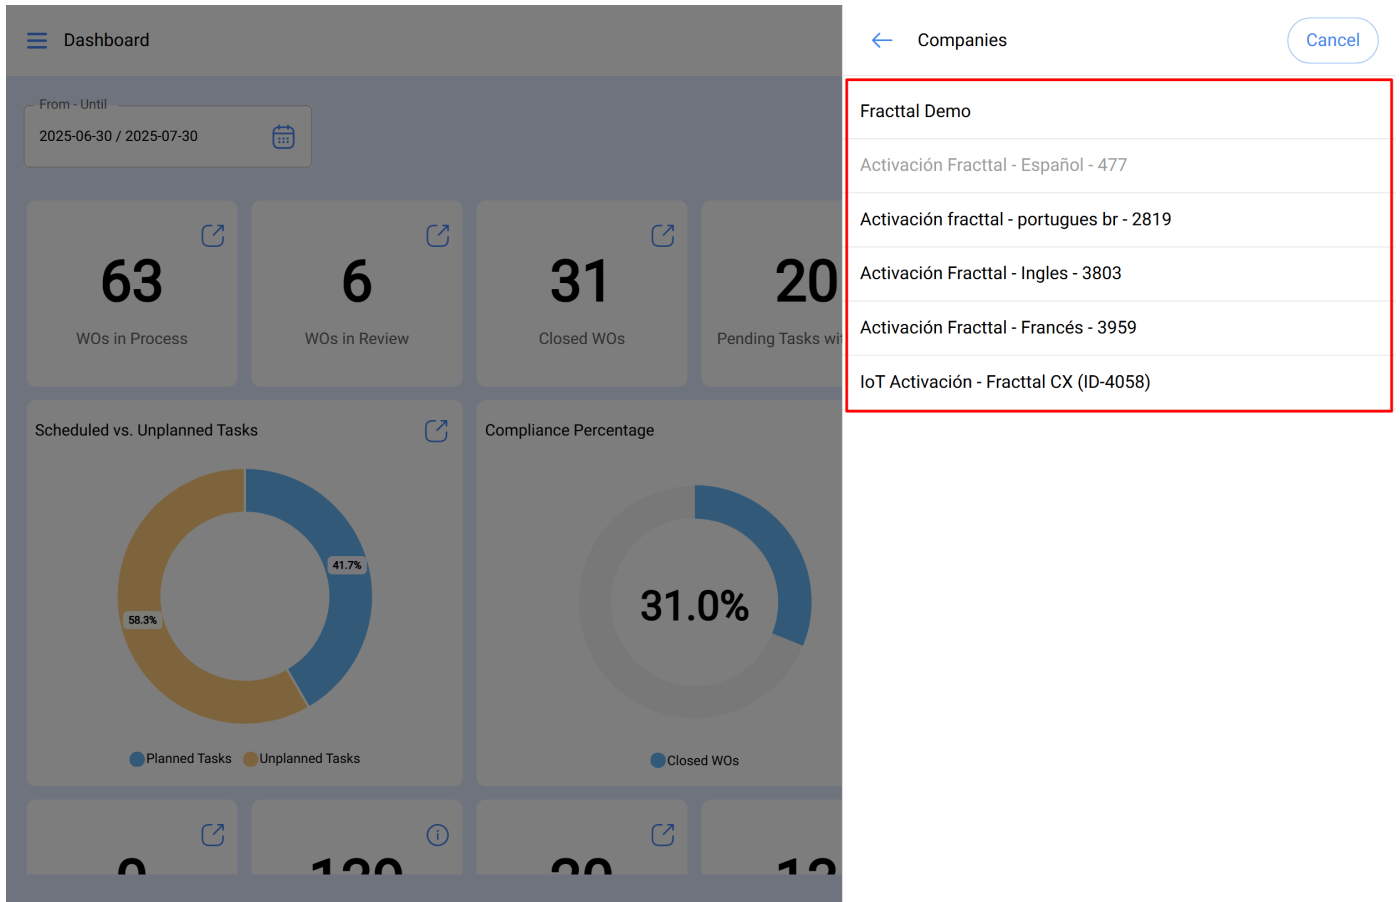 Dashboard
From - Until
2025-06-30 / 2025-07-30
63
WOs in Process
6
WOs in Review
31
Closed WOs
20
Pending Tasks
Scheduled vs. Unplanned Tasks
41.7%
58.3%
Planned Tasks
Unplanned Tasks
Compliance Percentage
31.0%
Closed WOs
Companies
Cancel
Fracttal Demo
Activación Fracttal - Español - 477
Activación fracttal - portugues br - 2819
Activación Fracttal - Ingles - 3803
Activación Fracttal - Francés - 3959
IoT Activación - Fracttal CX (ID-4058)